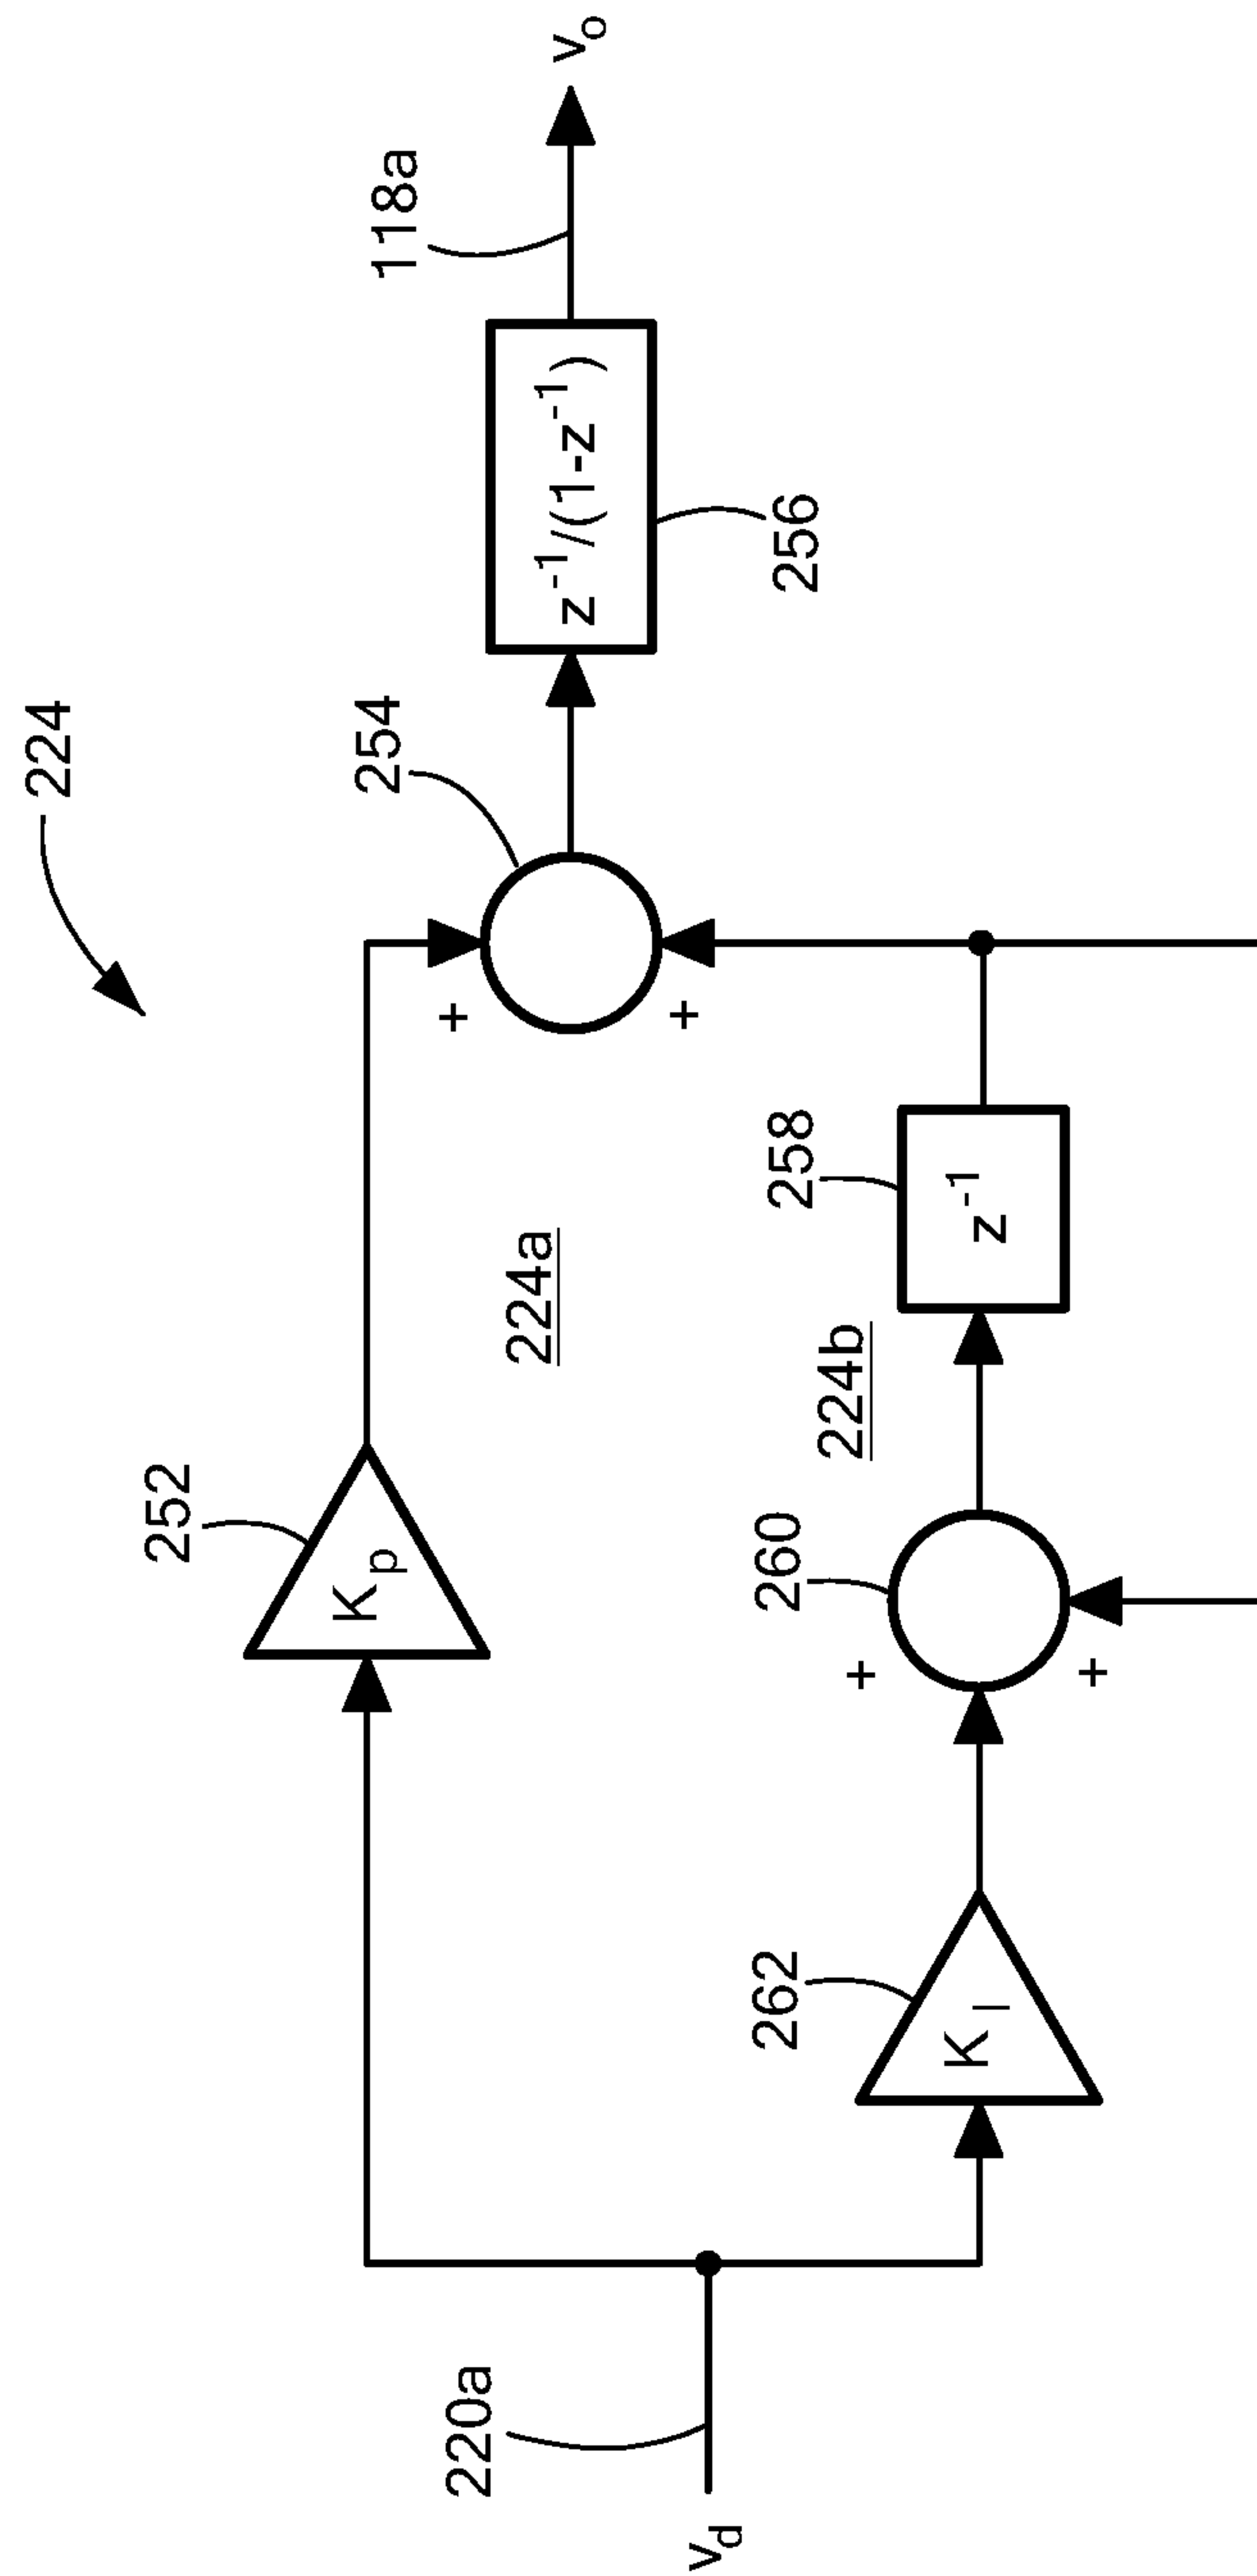 224
252
K_p
254
118a
v_o
224a
z^-1/(1-z^-1)
256
+
+
220a
v_d
262
K_I
260
224b
258
z^-1
+
+